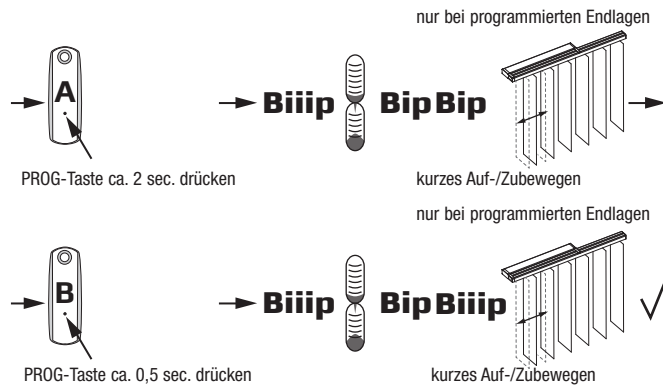 nur bei programmierten Endlagen
A
Biiip BipBip
PROG-Taste ca. 2 sec. drücken
kurzes Auf-/Zubewegen
nur bei programmierten Endlagen
B
Biiip BipBiiip
PROG-Taste ca. 0,5 sec. drücken
kurzes Auf-/Zubewegen